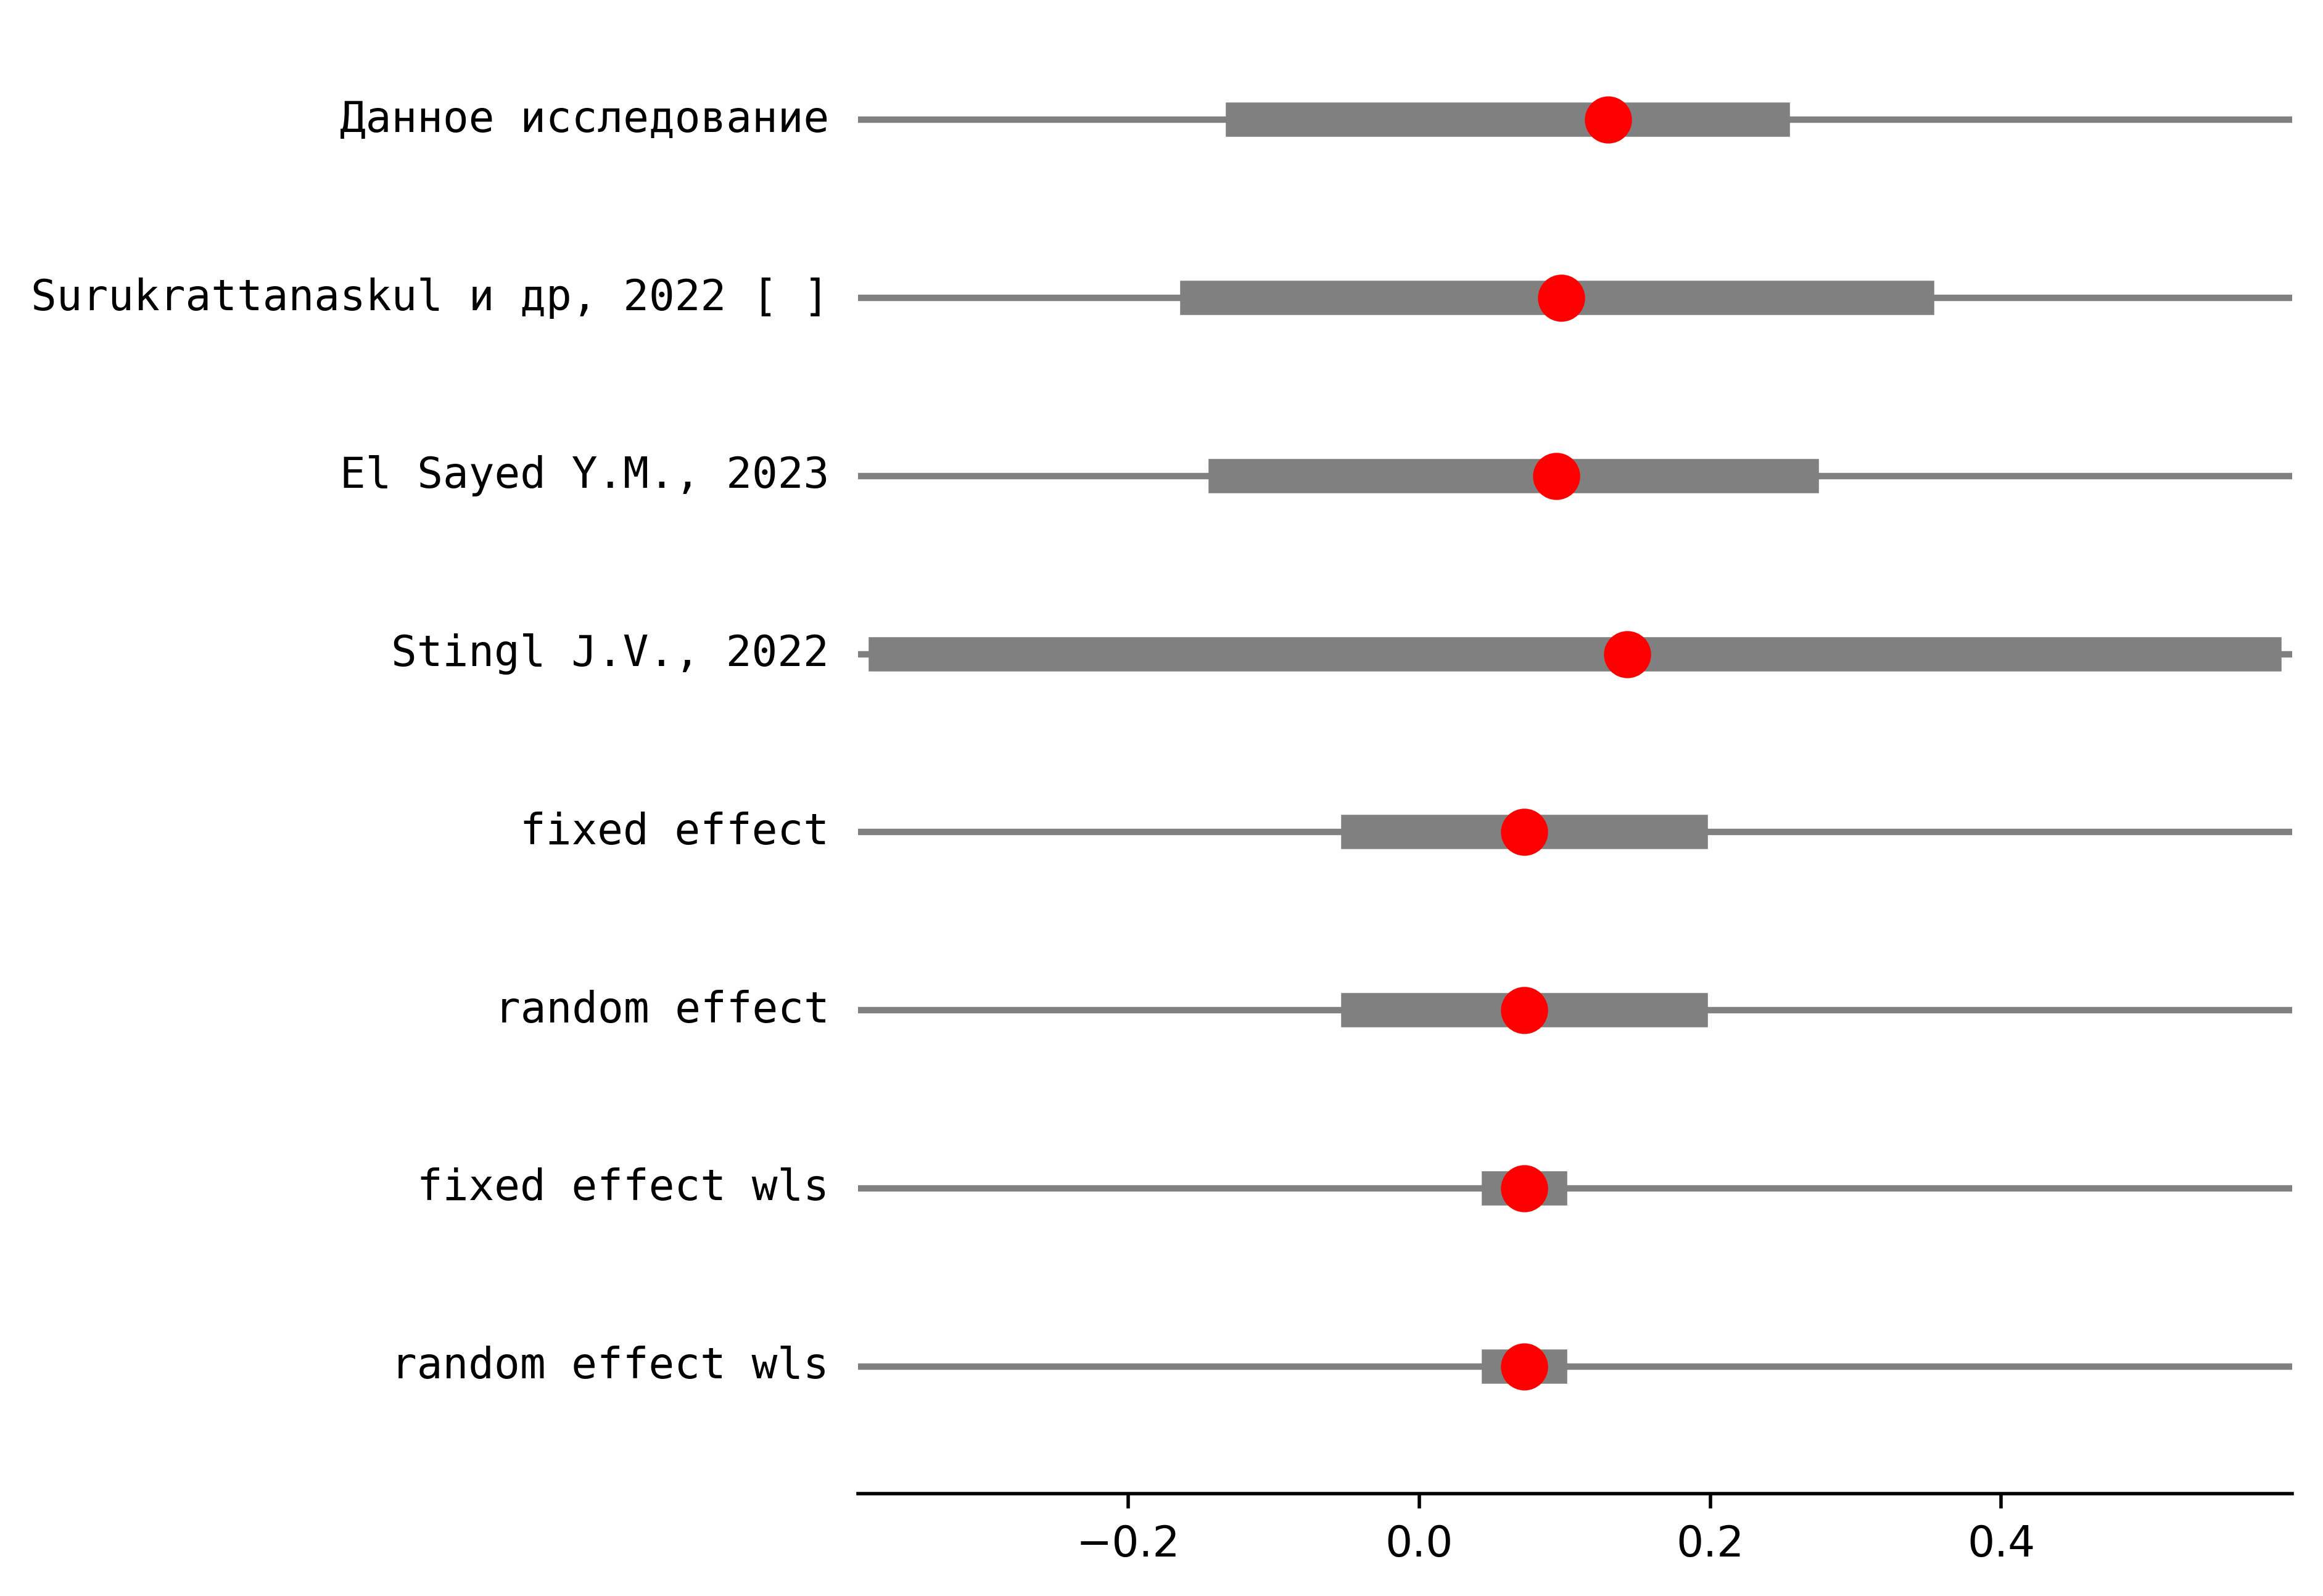 Данное исследование
Surukrattanaskul и др, 2022 [ ]
El Sayed Y.M., 2023
Stingl J.V., 2022
fixed effect
random effect
fixed effect wls
random effect wls
−0.2 0.0 0.2 0.4